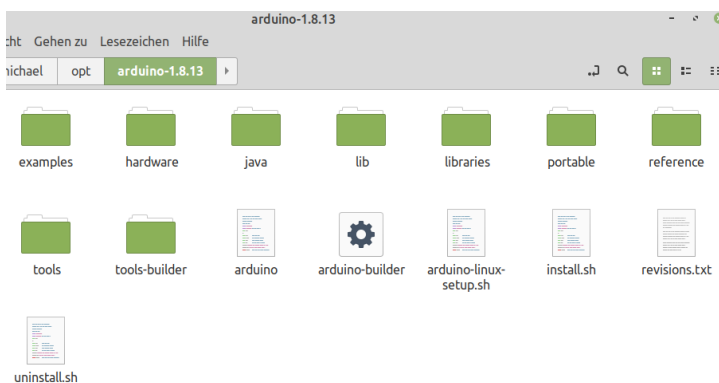 arduino-1.8.13
cht Gehen zu Lesezeichen Hilfe
nichael opt arduino-1.8.13
examples hardware java lib libraries portable reference
tools tools-builder arduino arduino-builder arduino-linux-setup.sh install.sh revisions.txt
uninstall.sh